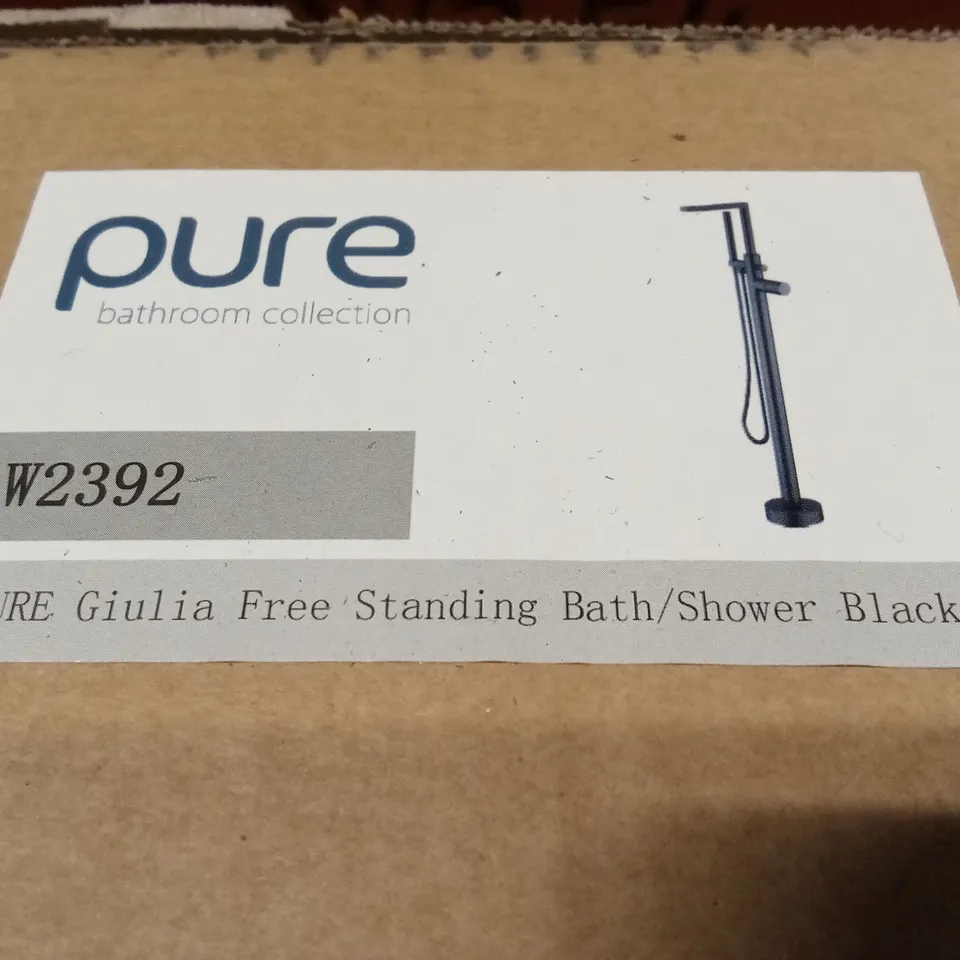 pure
bathroom collection
W2392
URE Giulia Free Standing Bath/Shower Black